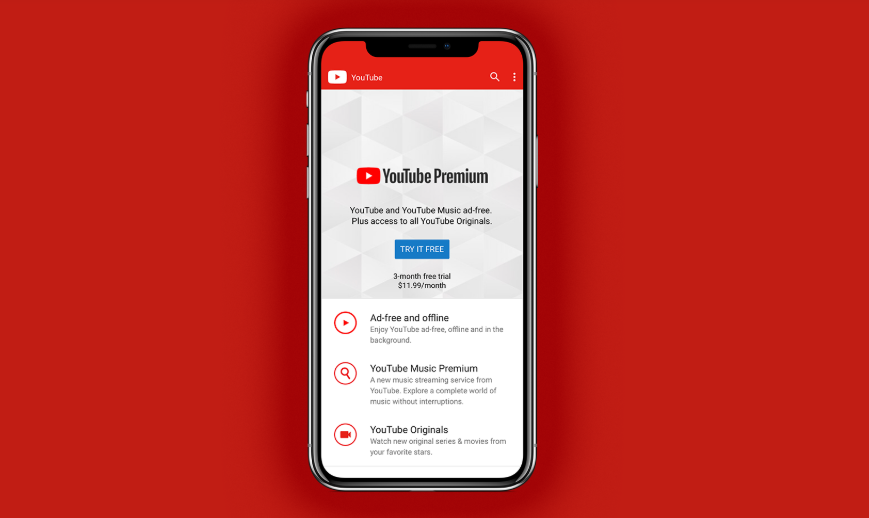 YouTube
YouTube Premium
YouTube and YouTube Music ad-free.
Plus access to all YouTube Originals.
TRY IT FREE
3-month free trial
$11.99/month
Ad-free and offline
Enjoy YouTube ad-free, offline and in the
background.
YouTube Music Premium
A new music streaming service from
YouTube. Explore a complete world of
music without interruptions.
YouTube Originals
Watch new original series & movies from
your favorite stars.